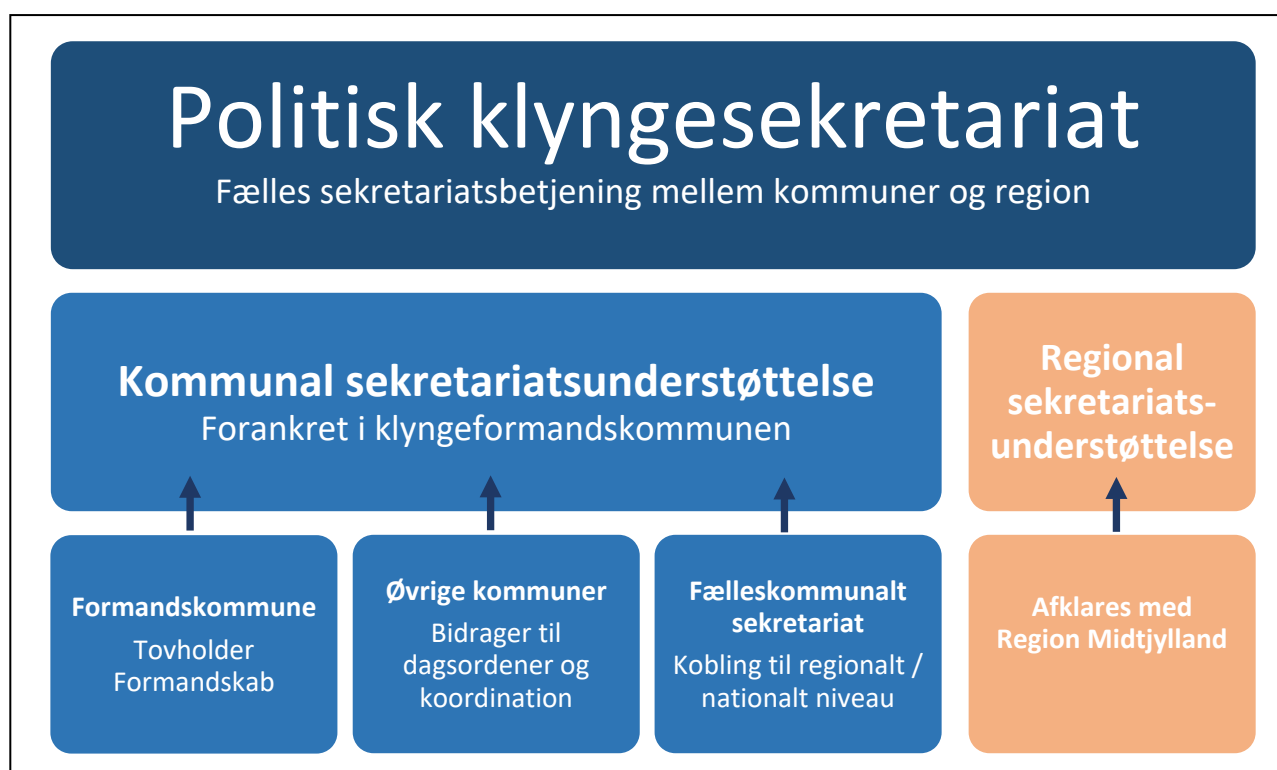 Politisk klyngesekretariat
Fælles sekretariatsbetjening mellem kommuner og region
Kommunal sekretariatsunderstøttelse
Forankret i klyngeformandskommunen
Regional
sekretariats-
understøttelse
Formandskommune
Tovholder
Formandskab
Øvrige kommuner
Bidrager til
dagsordener og
koordination
Fælleskommunalt
sekretariat
Kobling til regionalt /
nationalt niveau
Afklares med
Region Midtjylland